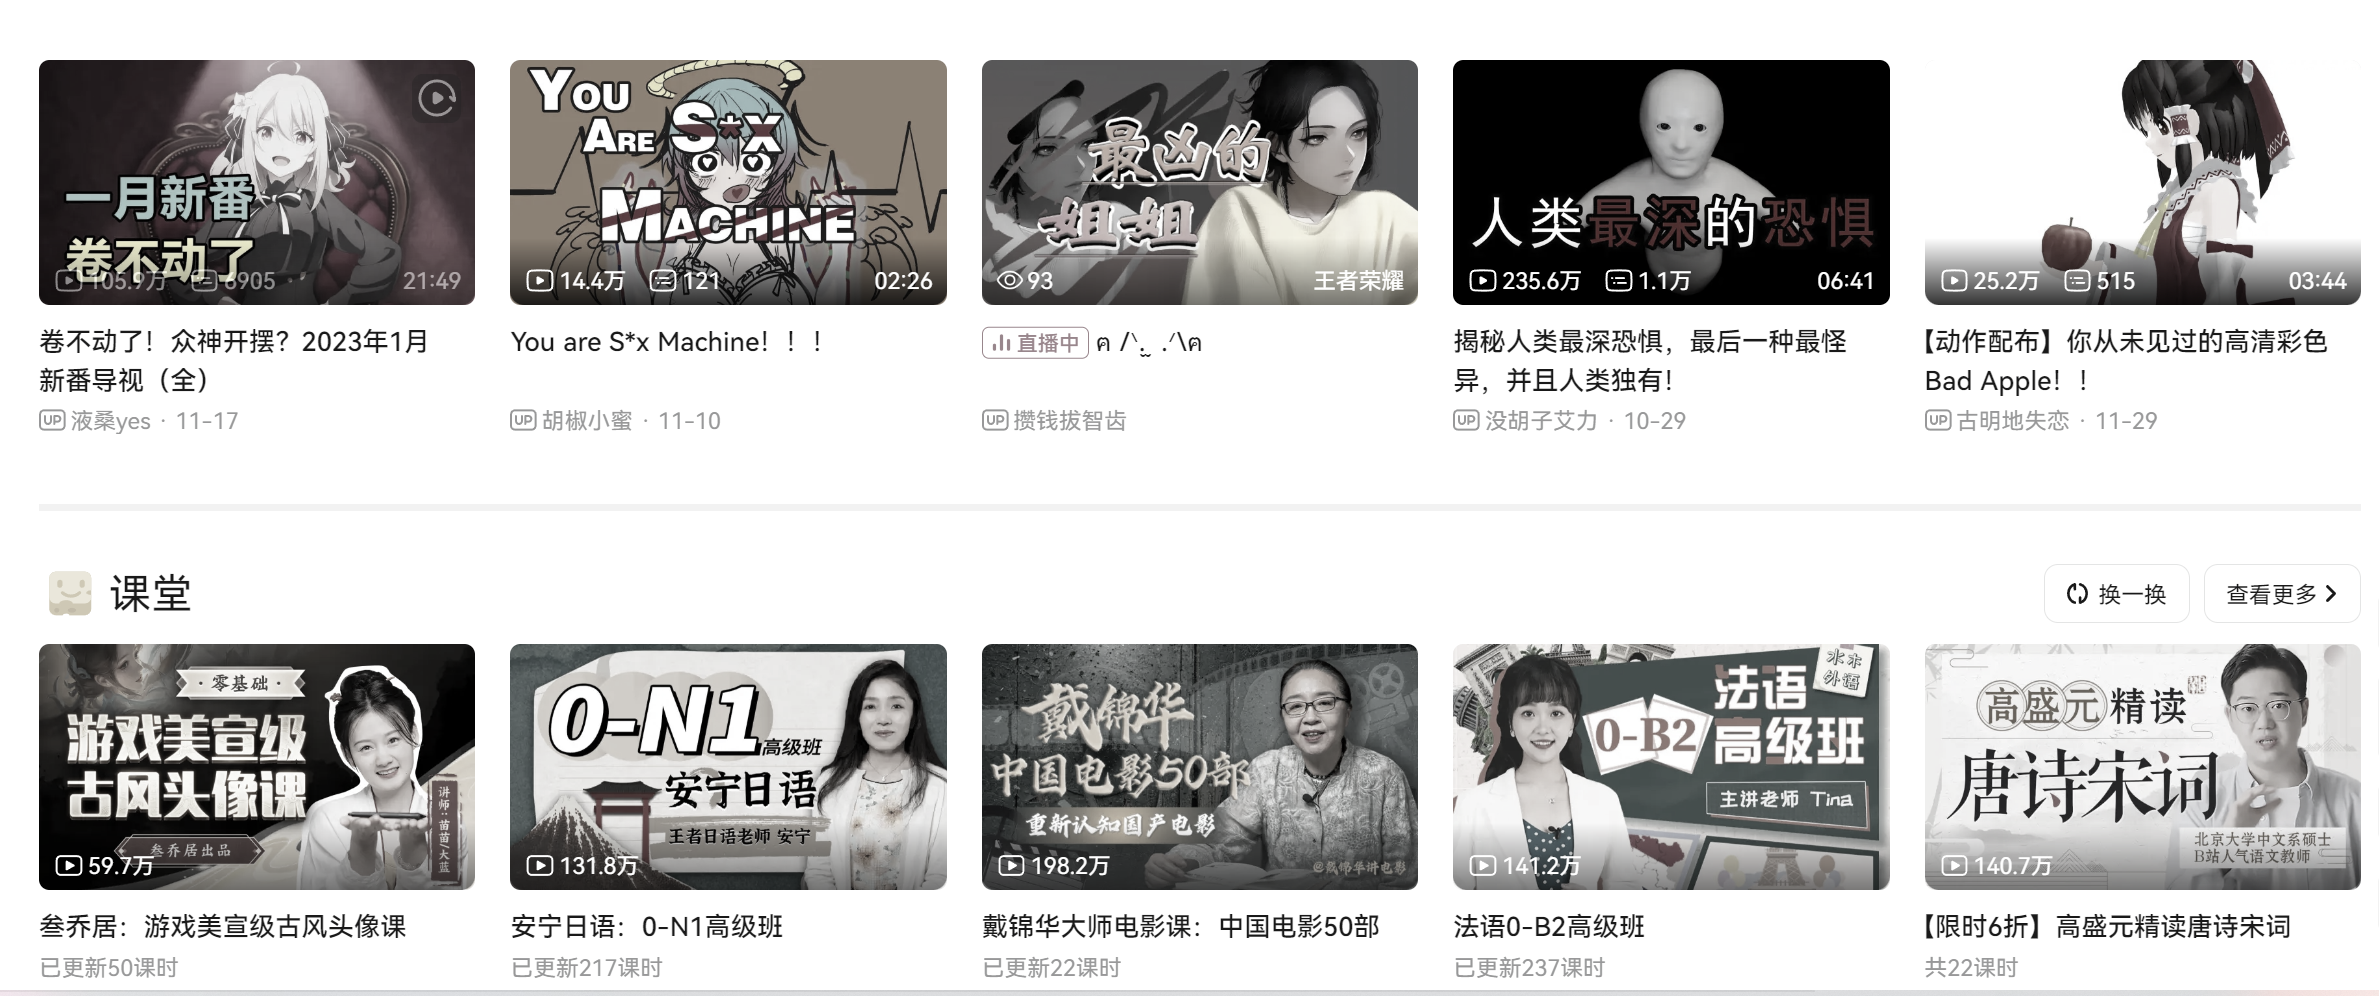 一月新番
卷不动了
105.9万 6905 21:49
卷不动了！众神开摆？2023年1月
新番导视（全）
UP 液桑yes · 11-17
YOU
ARE S*X
MACHINE
14.4万 121 02:26
You are S*x Machine！！！
UP 胡椒小蜜 · 11-10
最凶的
姐姐
93 王者荣耀
直播中 ฅ /ᐠ. ̫ .ᐟ\ฅ
UP 攒钱拔智齿
人类最深的恐惧
235.6万 1.1万 06:41
揭秘人类最深恐惧，最后一种最怪
异，并且人类独有！
UP 没胡子艾力 · 10-29
25.2万 515 03:44
【动作配布】你从未见过的高清彩色
Bad Apple！！
UP 古明地失恋 · 11-29
课堂
换一换
查看更多
· 零基础 ·
游戏美宣级
古风头像课
讲师：苗苗/大蓝
叁乔居出品
59.7万
叁乔居：游戏美宣级古风头像课
已更新50课时
0-N1高级班
安宁日语
王者日语老师 安宁
131.8万
安宁日语：0-N1高级班
已更新217课时
戴锦华
中国电影50部
重新认知国产电影
@戴锦华讲电影
198.2万
戴锦华大师电影课：中国电影50部
已更新22课时
水木
外语
法语
0-B2
高级班
主讲老师 Tina
141.2万
法语0-B2高级班
已更新237课时
高盛元精读
唐诗宋词
北京大学中文系硕士
B站人气语文教师
140.7万
【限时6折】高盛元精读唐诗宋词
共22课时